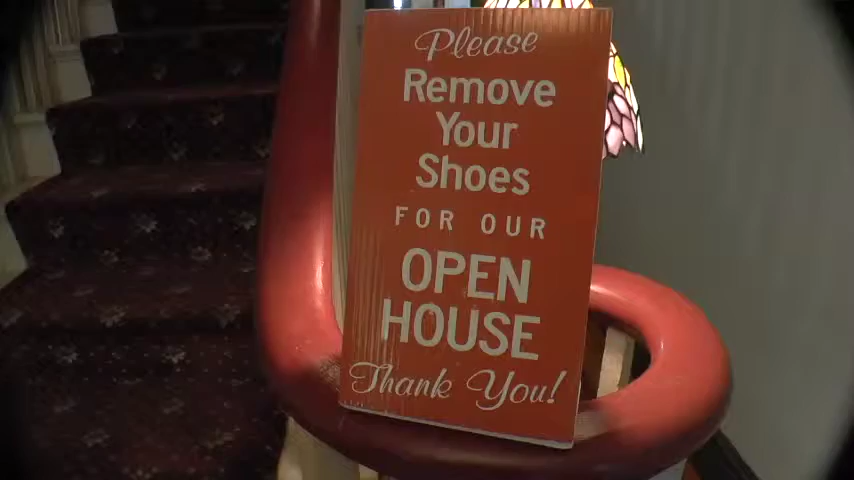 Please
Remove
Your
Shoes
FOR OUR
OPEN
HOUSE
Thank You!